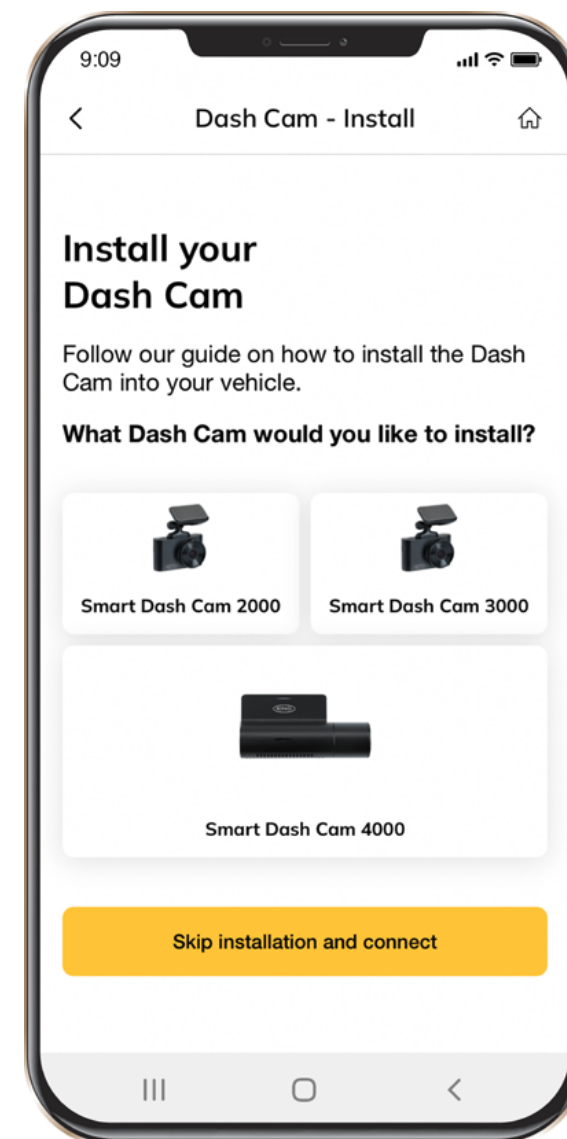 9:09
Dash Cam - Install
Install your
Dash Cam
Follow our guide on how to install the Dash
Cam into your vehicle.
What Dash Cam would you like to install?
Smart Dash Cam 2000
Smart Dash Cam 3000
Smart Dash Cam 4000
Skip installation and connect